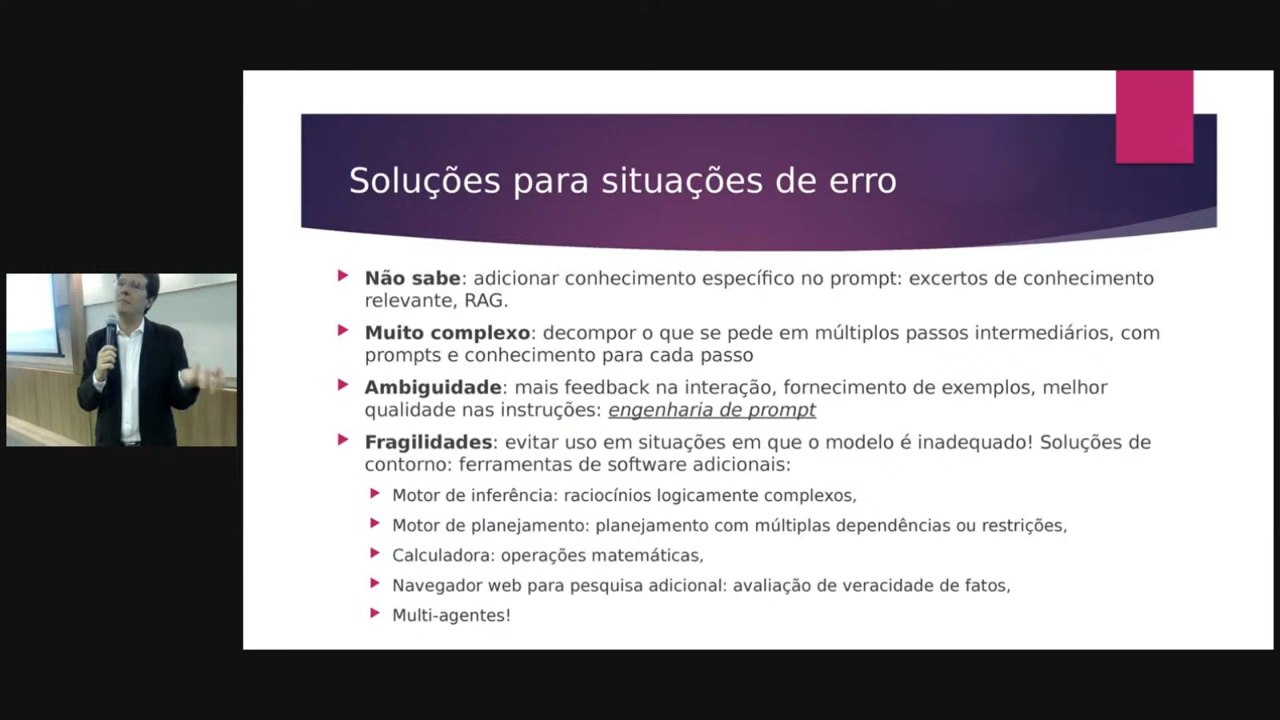 Soluções para situações de erro
Não sabe: adicionar conhecimento específico no prompt: excertos de conhecimento
relevante, RAG.
Muito complexo: decompor o que se pede em múltiplos passos intermediários, com
prompts e conhecimento para cada passo
Ambiguidade: mais feedback na interação, fornecimento de exemplos, melhor
qualidade nas instruções: engenharia de prompt
Fragilidades: evitar uso em situações em que o modelo é inadequado! Soluções de
contorno: ferramentas de software adicionais:
Motor de inferência: raciocínios logicamente complexos,
Motor de planejamento: planejamento com múltiplas dependências ou restrições,
Calculadora: operações matemáticas,
Navegador web para pesquisa adicional: avaliação de veracidade de fatos,
Multi-agentes!